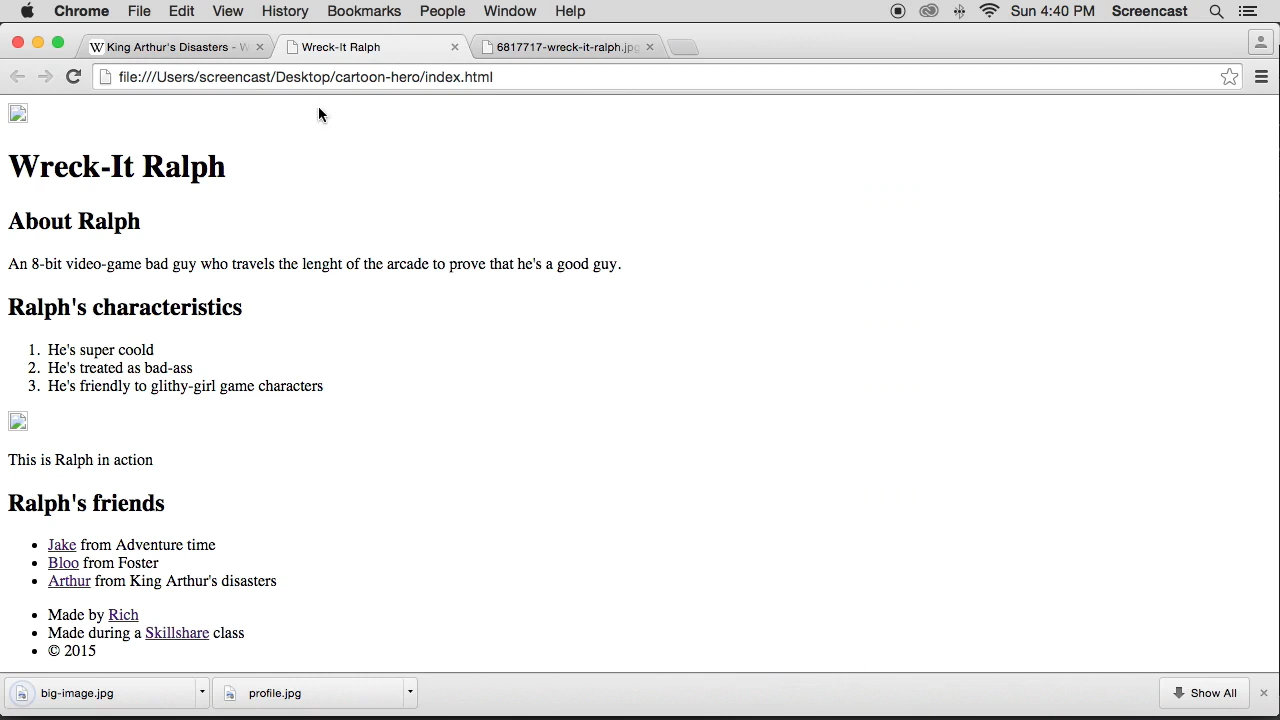 Chrome File Edit View History Bookmarks People Window Help Sun 4:40 PM Screencast
King Arthur's Disasters - W Wreck-It Ralph 6817717-wreck-it-ralph.jpg
file:///Users/screencast/Desktop/cartoon-hero/index.html
Wreck-It Ralph
About Ralph
An 8-bit video-game bad guy who travels the lenght of the arcade to prove that he's a good guy.
Ralph's characteristics
1. He's super coold
2. He's treated as bad-ass
3. He's friendly to glithy-girl game characters
This is Ralph in action
Ralph's friends
Jake from Adventure time
Bloo from Foster
Arthur from King Arthur's disasters
Made by Rich
Made during a Skillshare class
© 2015
big-image.jpg profile.jpg Show All